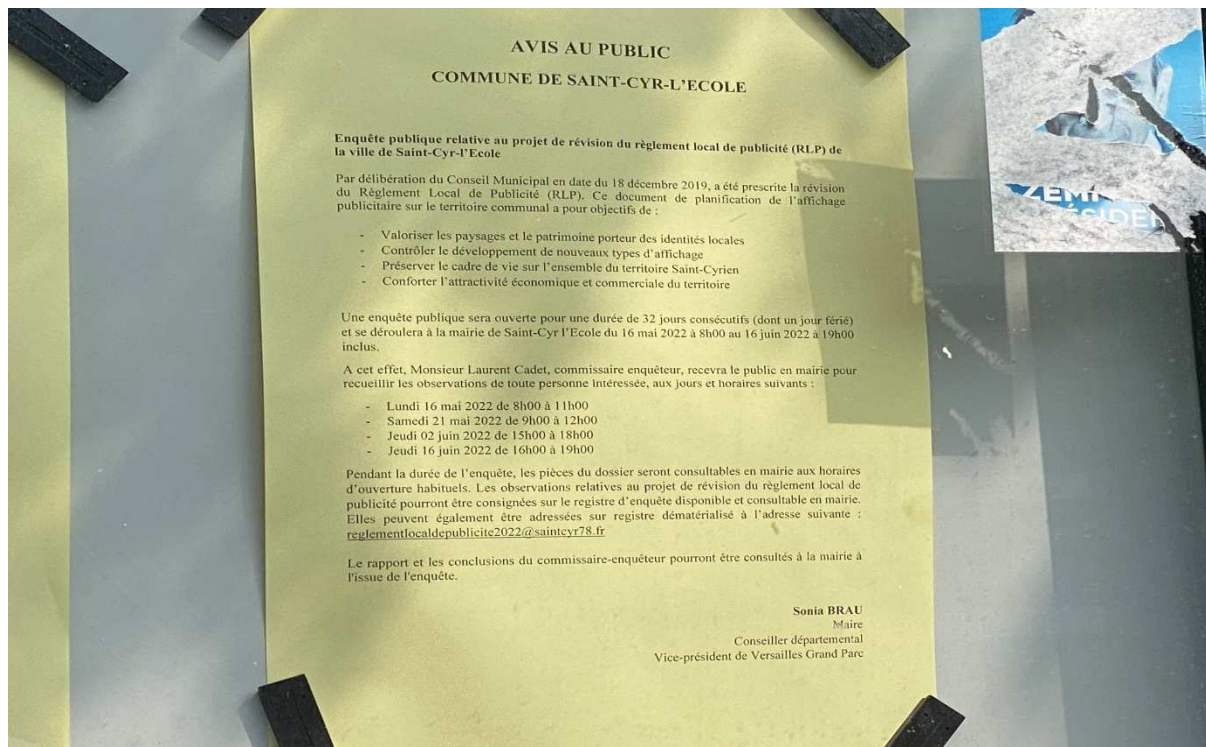 AVIS AU PUBLIC
COMMUNE DE SAINT-CYR-L'ECOLE
Enquête publique relative au projet de révision du règlement local de publicité (RLP) de
la ville de Saint-Cyr-l'Ecole
Par délibération du Conseil Municipal en date du 18 décembre 2019, a été prescrite la révision
du Règlement Local de Publicité (RLP). Ce document de planification de l'affichage
publicitaire sur le territoire communal a pour objectifs de :
- Valoriser les paysages et le patrimoine porteur des identités locales
- Contrôler le développement de nouveaux types d'affichage
- Préserver le cadre de vie sur l'ensemble du territoire Saint-Cyrien
- Conforter l'attractivité économique et commerciale du territoire
Une enquête publique sera ouverte pour une durée de 32 jours consécutifs (dont un jour férié)
et se déroulera à la mairie de Saint-Cyr l'Ecole du 16 mai 2022 à 8h00 au 16 juin 2022 à 19h00
inclus.
A cet effet, Monsieur Laurent Cadet, commissaire enquêteur, recevra le public en mairie pour
recueillir les observations de toute personne intéressée, aux jours et horaires suivants :
- Lundi 16 mai 2022 de 8h00 à 11h00
- Samedi 21 mai 2022 de 9h00 à 12h00
- Jeudi 02 juin 2022 de 15h00 à 18h00
- Jeudi 16 juin 2022 de 16h00 à 19h00
Pendant la durée de l'enquête, les pièces du dossier seront consultables en mairie aux horaires
d'ouverture habituels. Les observations relatives au projet de révision du règlement local de
publicité pourront être consignées sur le registre d'enquête disponible et consultable en mairie.
Elles peuvent également être adressées sur registre dématérialisé à l'adresse suivante :
reglementlocaldepublicite2022@saintcyr78.fr
Le rapport et les conclusions du commissaire-enquêteur pourront être consultés à la mairie à
l'issue de l'enquête.
Sonia BRAU
Maire
Conseiller départemental
Vice-président de Versailles Grand Parc